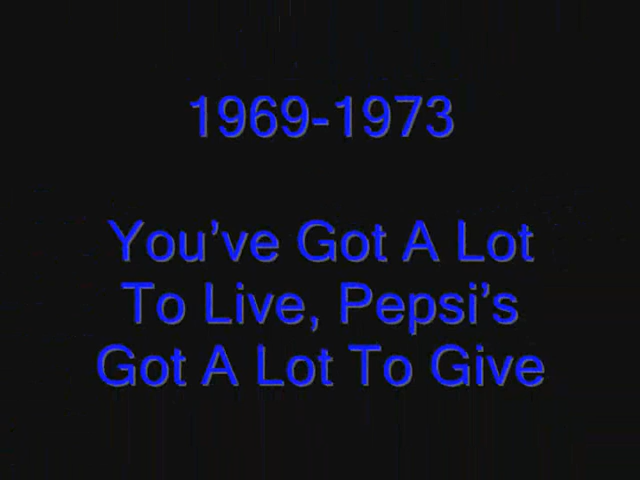 1969-1973
You’ve Got A Lot
To Live, Pepsi’s
Got A Lot To Give